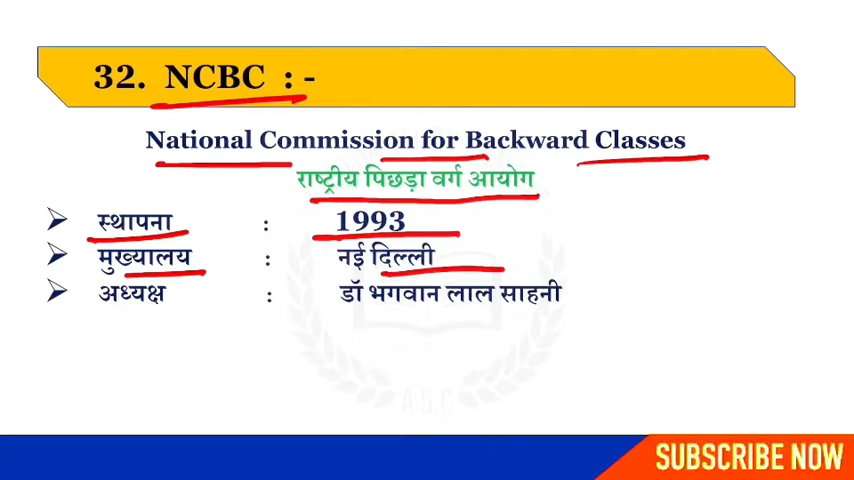 32. NCBC : -
National Commission for Backward Classes
राष्ट्रीय पिछड़ा वर्ग आयोग
स्थापना : 1993
मुख्यालय : नई दिल्ली
अध्यक्ष : डॉ भगवान लाल साहनी
A.S.C
SUBSCRIBE NOW